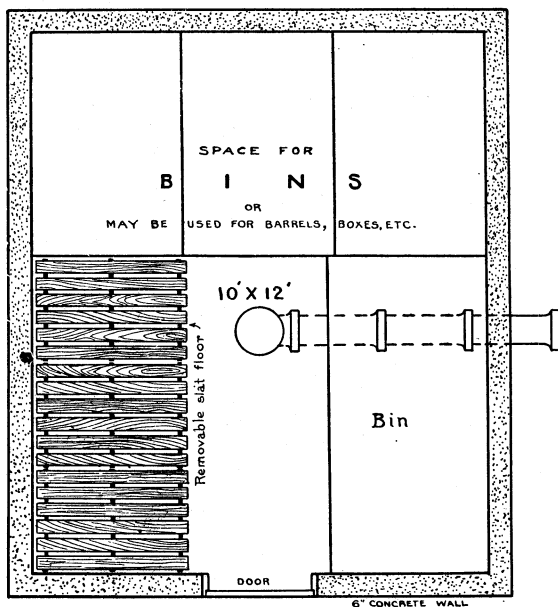 SPACE FOR
B I N S
OR
MAY BE USED FOR BARRELS, BOXES, ETC.
10' X 12'
Removable slat floor
Bin
DOOR
6" CONCRETE WALL